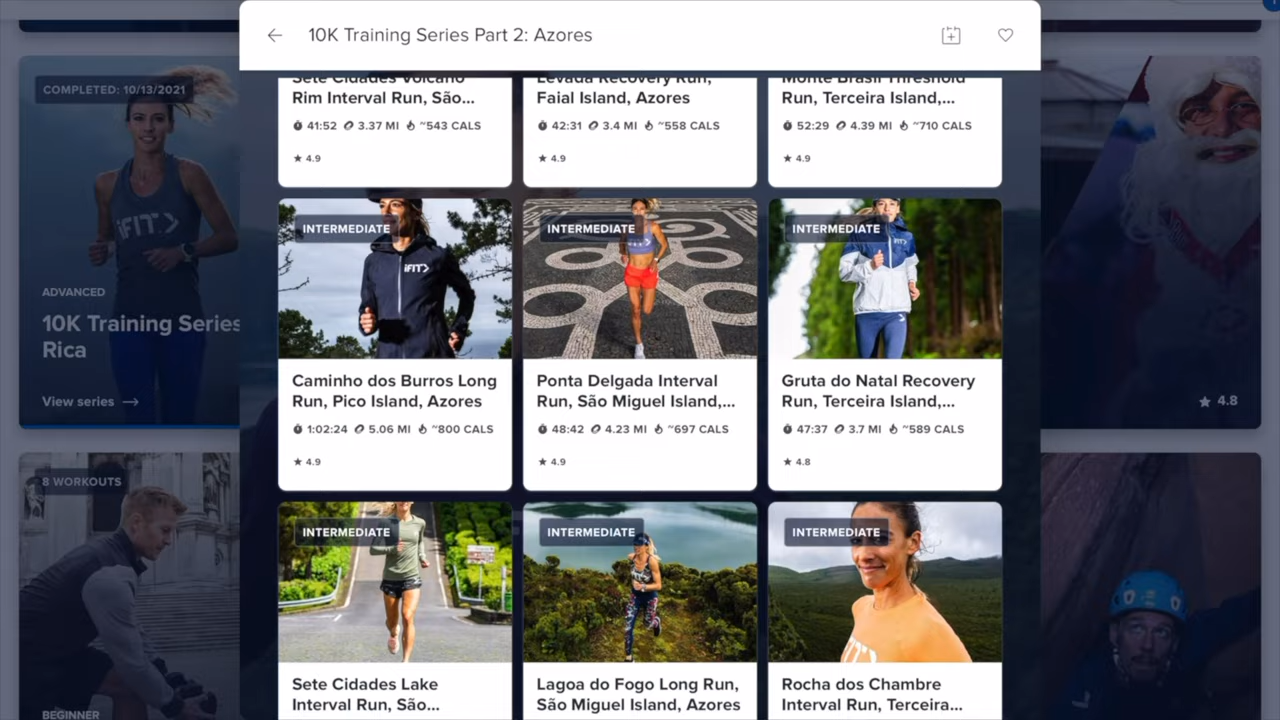 10K Training Series Part 2: Azores
COMPLETED: 10/13/2021
iFIT
ADVANCED
10K Training Series
Rica
View series
8 WORKOUTS
BEGINNER
Sete Cidades Volcano
Rim Interval Run, São...
41:52 3.37 MI ~543 CALS
4.9
Levada Recovery Run,
Faial Island, Azores
42:31 3.4 MI ~558 CALS
4.9
Monte Brasil Threshold
Run, Terceira Island,...
52:29 4.39 MI ~710 CALS
4.9
INTERMEDIATE
iFIT
Caminho dos Burros Long
Run, Pico Island, Azores
1:02:24 5.06 MI ~800 CALS
4.9
INTERMEDIATE
Ponta Delgada Interval
Run, São Miguel Island,...
48:42 4.23 MI ~697 CALS
4.9
INTERMEDIATE
iFIT
Gruta do Natal Recovery
Run, Terceira Island,...
47:37 3.7 MI ~589 CALS
4.8
INTERMEDIATE
Sete Cidades Lake
Interval Run, São...
INTERMEDIATE
Lagoa do Fogo Long Run,
São Miguel Island, Azores
INTERMEDIATE
iFIT
Rocha dos Chambre
Interval Run, Terceira...
4.8